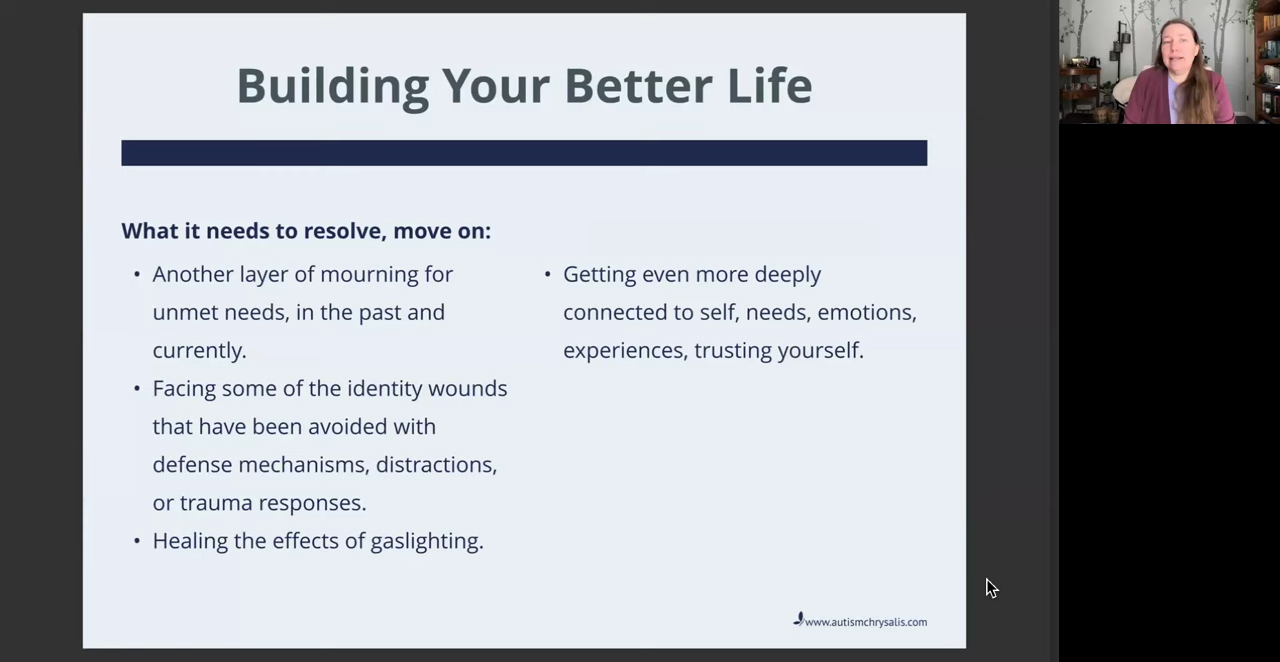 Building Your Better Life
What it needs to resolve, move on:
• Another layer of mourning for
unmet needs, in the past and
currently.
• Facing some of the identity wounds
that have been avoided with
defense mechanisms, distractions,
or trauma responses.
• Healing the effects of gaslighting.
• Getting even more deeply
connected to self, needs, emotions,
experiences, trusting yourself.
www.autismchrysalis.com